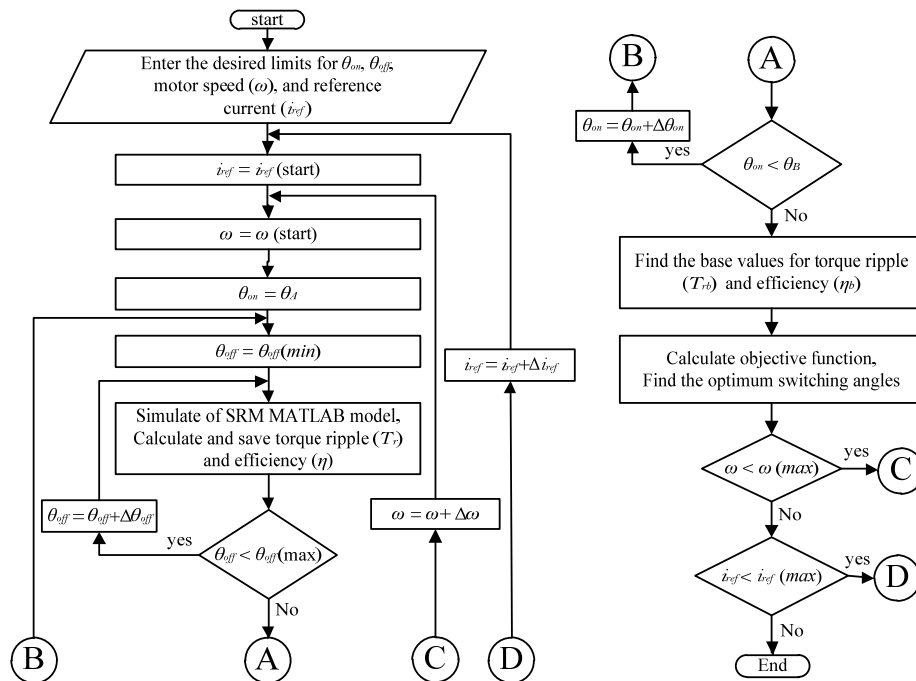 start
Enter the desired limits for θon, θoff,
motor speed (ω), and reference
current (iref)
iref = iref (start)
ω = ω (start)
θon = θA
θoff = θoff(min)
Simulate of SRM MATLAB model,
Calculate and save torque ripple (Tr)
and efficiency (η)
θoff = θoff+Δθoff
yes
θoff < θoff(max)
No
iref = iref+Δiref
ω = ω + Δω
B
A
C
D
B
A
θon = θon+Δθon
yes
θon < θB
No
Find the base values for torque ripple
(Trb) and efficiency (ηb)
Calculate objective function,
Find the optimum switching angles
ω < ω (max)
yes
C
No
iref < iref (max)
yes
D
No
End